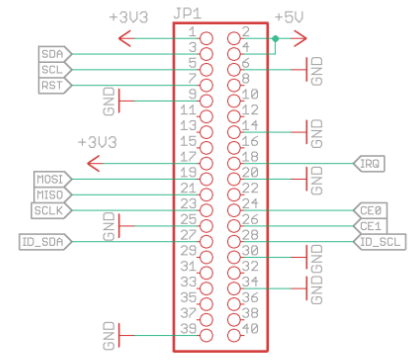 JP1
+3V3 +5V
1 2
SDA 3 4
SCL 5 6 GND
RST 7 8
GND 9 10
11 12
13 14 GND
+3V3 15 16
17 18 IRQ
MOSI 19 20 GND
MISO 21 22
SCLK 23 24 CE0
GND 25 26 CE1
ID_SDA 27 28 ID_SCL
29 30 GND
31 32
33 34 GND
35 36
37 38
GND 39 40